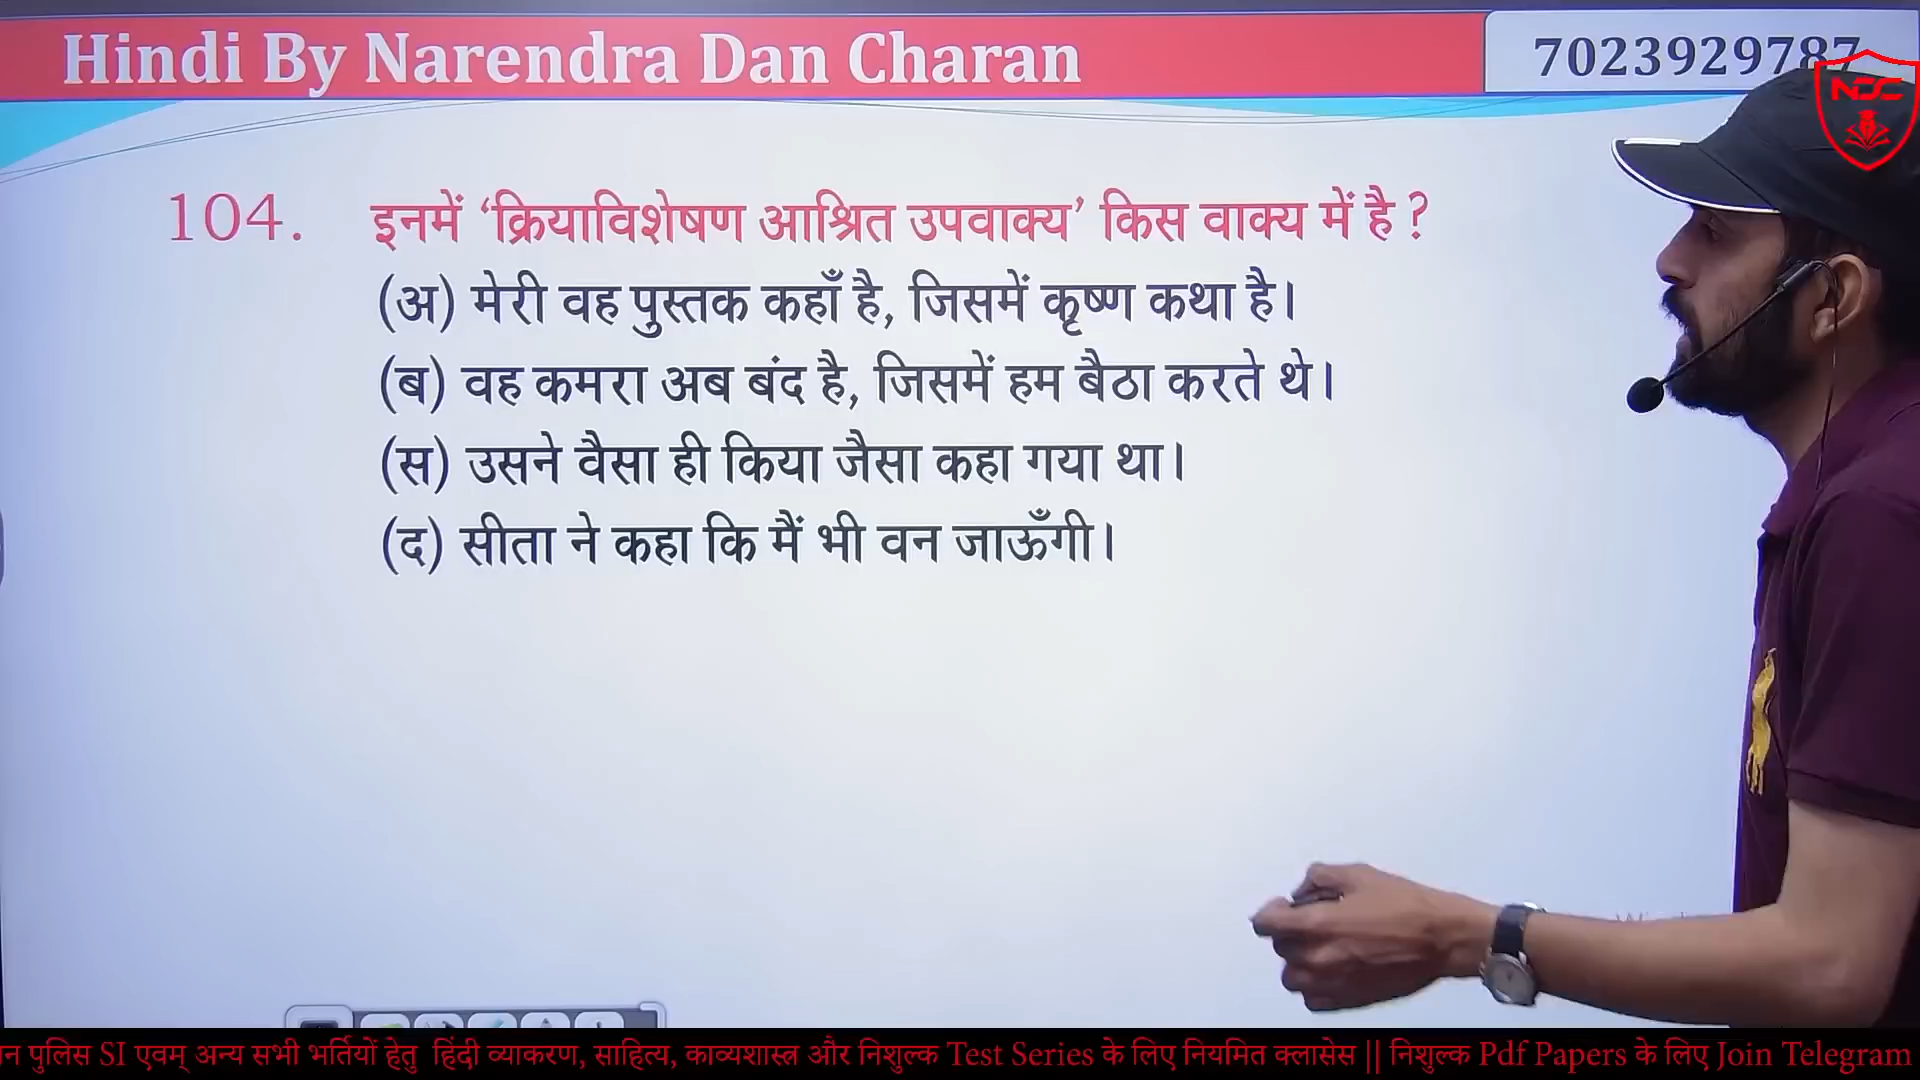 Hindi By Narendra Dan Charan
7023929787
NDC
104. इनमें ‘क्रियाविशेषण आश्रित उपवाक्य’ किस वाक्य में है ?
(अ) मेरी वह पुस्तक कहाँ है, जिसमें कृष्ण कथा है।
(ब) वह कमरा अब बंद है, जिसमें हम बैठा करते थे।
(स) उसने वैसा ही किया जैसा कहा गया था।
(द) सीता ने कहा कि मैं भी वन जाऊँगी।
पुलिस SI एवम् अन्य सभी भर्तियों हेतु हिंदी व्याकरण, साहित्य, काव्यशास्त्र और निशुल्क Test Series के लिए नियमित क्लासेस || निशुल्क Pdf Papers के लिए Join Telegram